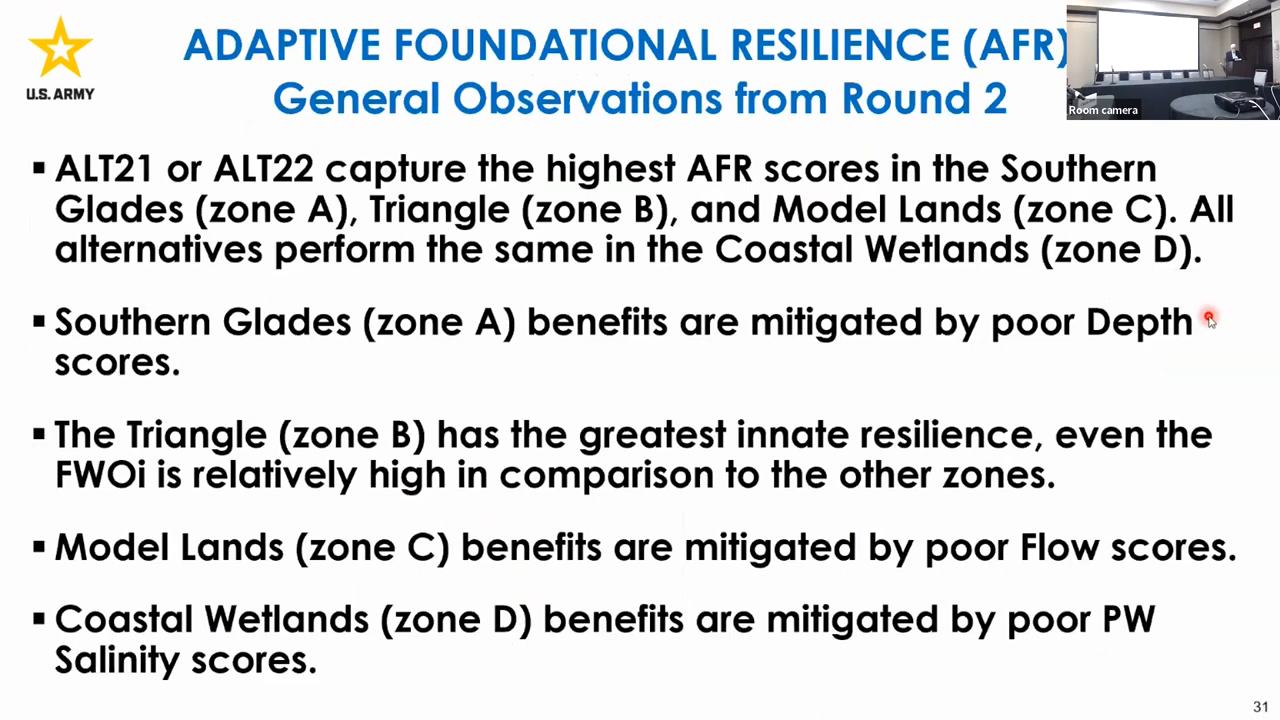 ADAPTIVE FOUNDATIONAL RESILIENCE (AFR)
General Observations from Round 2
U.S. ARMY
Room camera
▪ ALT21 or ALT22 capture the highest AFR scores in the Southern
Glades (zone A), Triangle (zone B), and Model Lands (zone C). All
alternatives perform the same in the Coastal Wetlands (zone D).
▪ Southern Glades (zone A) benefits are mitigated by poor Depth
scores.
▪ The Triangle (zone B) has the greatest innate resilience, even the
FWOi is relatively high in comparison to the other zones.
▪ Model Lands (zone C) benefits are mitigated by poor Flow scores.
▪ Coastal Wetlands (zone D) benefits are mitigated by poor PW
Salinity scores.
31